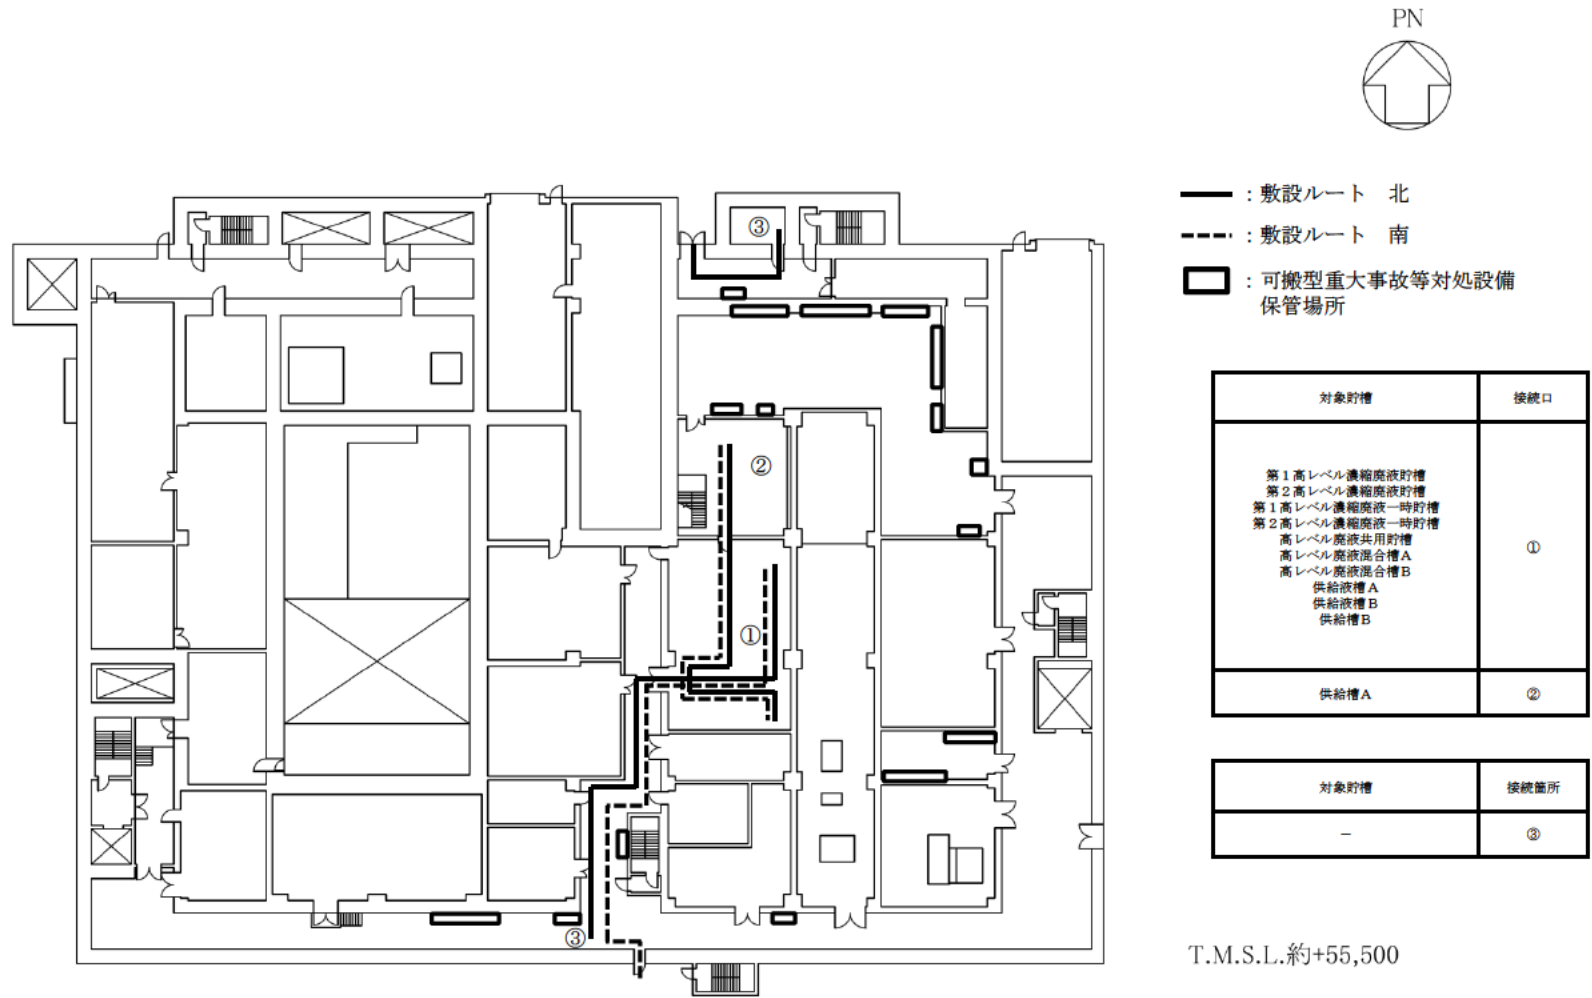 PN
：敷設ルート　北
：敷設ルート　南
：可搬型重大事故等対処設備
保管場所
対象貯槽
接続口
第１高レベル濃縮廃液貯槽
第２高レベル濃縮廃液貯槽
第１高レベル濃縮廃液一時貯槽
第２高レベル濃縮廃液一時貯槽
高レベル廃液共用貯槽
高レベル廃液混合槽Ａ
高レベル廃液混合槽Ｂ
供給液槽Ａ
供給液槽Ｂ
供給槽Ｂ
①
供給槽Ａ
②
対象貯槽
接続箇所
－
③
③
②
①
③
T.M.S.L.約+55,500